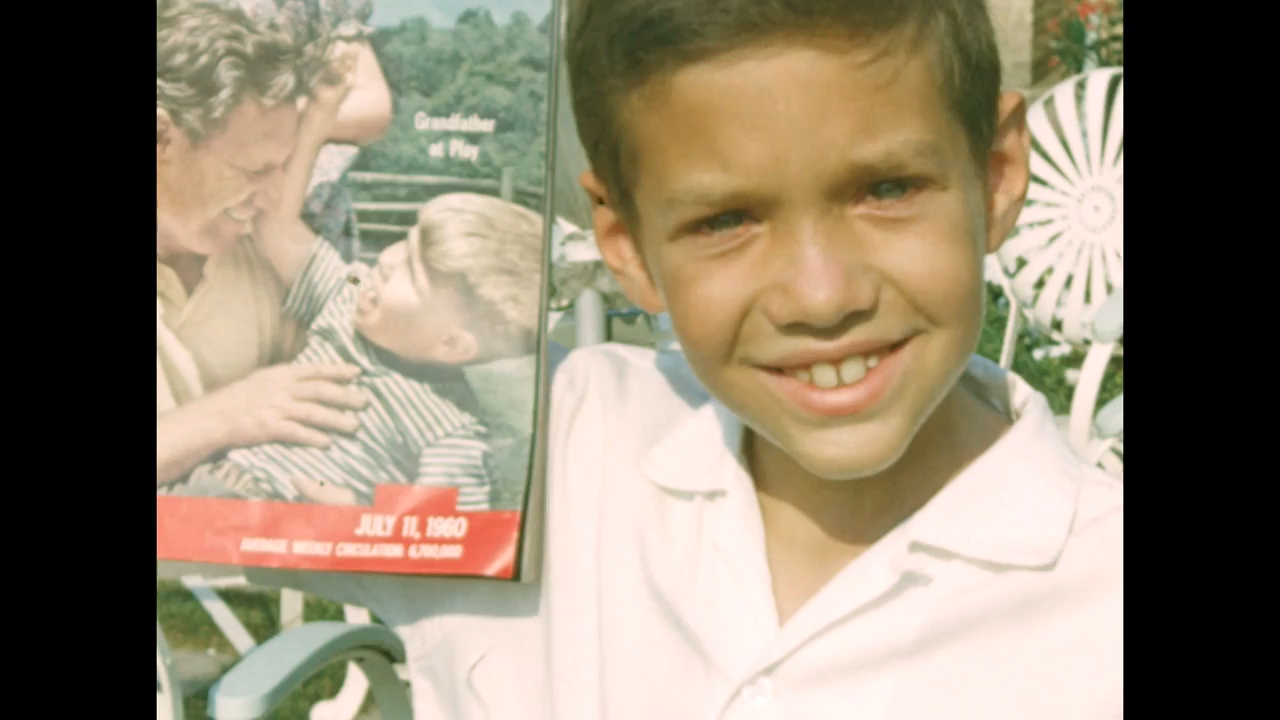 Grandfather
at Play
JULY 11, 1960
AVERAGE WEEKLY CIRCULATION 6,700,000